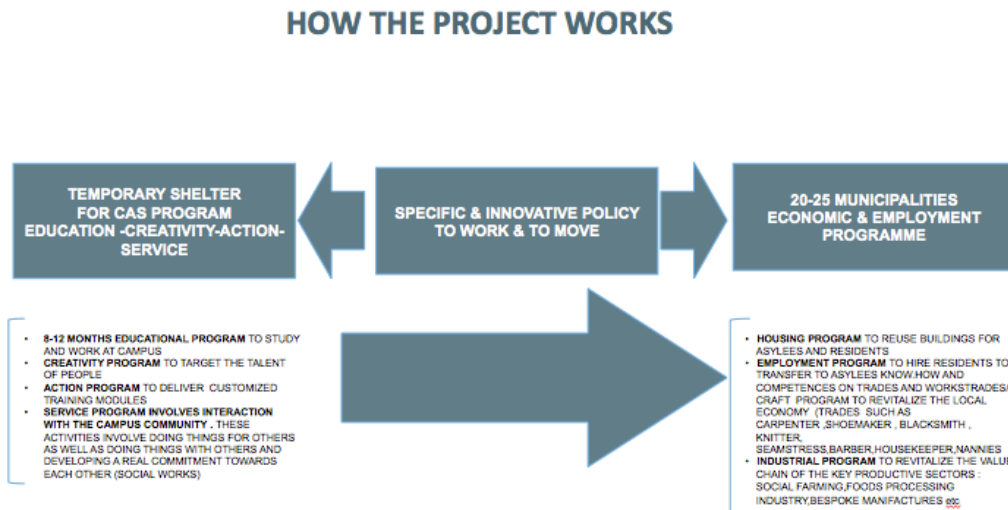 HOW THE PROJECT WORKS
TEMPORARY SHELTER
FOR CAS PROGRAM
EDUCATION -CREATIVITY-ACTION-
SERVICE
SPECIFIC & INNOVATIVE POLICY
TO WORK & TO MOVE
20-25 MUNICIPALITIES
ECONOMIC & EMPLOYMENT
PROGRAMME
• 8-12 MONTHS EDUCATIONAL PROGRAM TO STUDY
AND WORK AT CAMPUS
• CREATIVITY PROGRAM TO TARGET THE TALENT
OF PEOPLE
• ACTION PROGRAM TO DELIVER CUSTOMIZED
TRAINING MODULES
• SERVICE PROGRAM INVOLVES INTERACTION
WITH THE CAMPUS COMMUNITY . THESE
ACTIVITIES INVOLVE DOING THINGS FOR OTHERS
AS WELL AS DOING THINGS WITH OTHERS AND
DEVELOPING A REAL COMMITMENT TOWARDS
EACH OTHER (SOCIAL WORKS)
• HOUSING PROGRAM TO REUSE BUILDINGS FOR
ASYLEES AND RESIDENTS
• EMPLOYMENT PROGRAM TO HIRE RESIDENTS TO
TRANSFER TO ASYLEES KNOW.HOW AND
COMPETENCES ON TRADES AND WORKSTRADES/
CRAFT PROGRAM TO REVITALIZE THE LOCAL
ECONOMY (TRADES SUCH AS
CARPENTER ,SHOEMAKER , BLACKSMITH ,
KNITTER,
SEAMSTRESS,BARBER,HOUSEKEEPER,NANNIES
• INDUSTRIAL PROGRAM TO REVITALIZE THE VALUE
CHAIN OF THE KEY PRODUCTIVE SECTORS :
SOCIAL FARMING,FOODS PROCESSING
INDUSTRY,BESPOKE MANIFACTURES etc